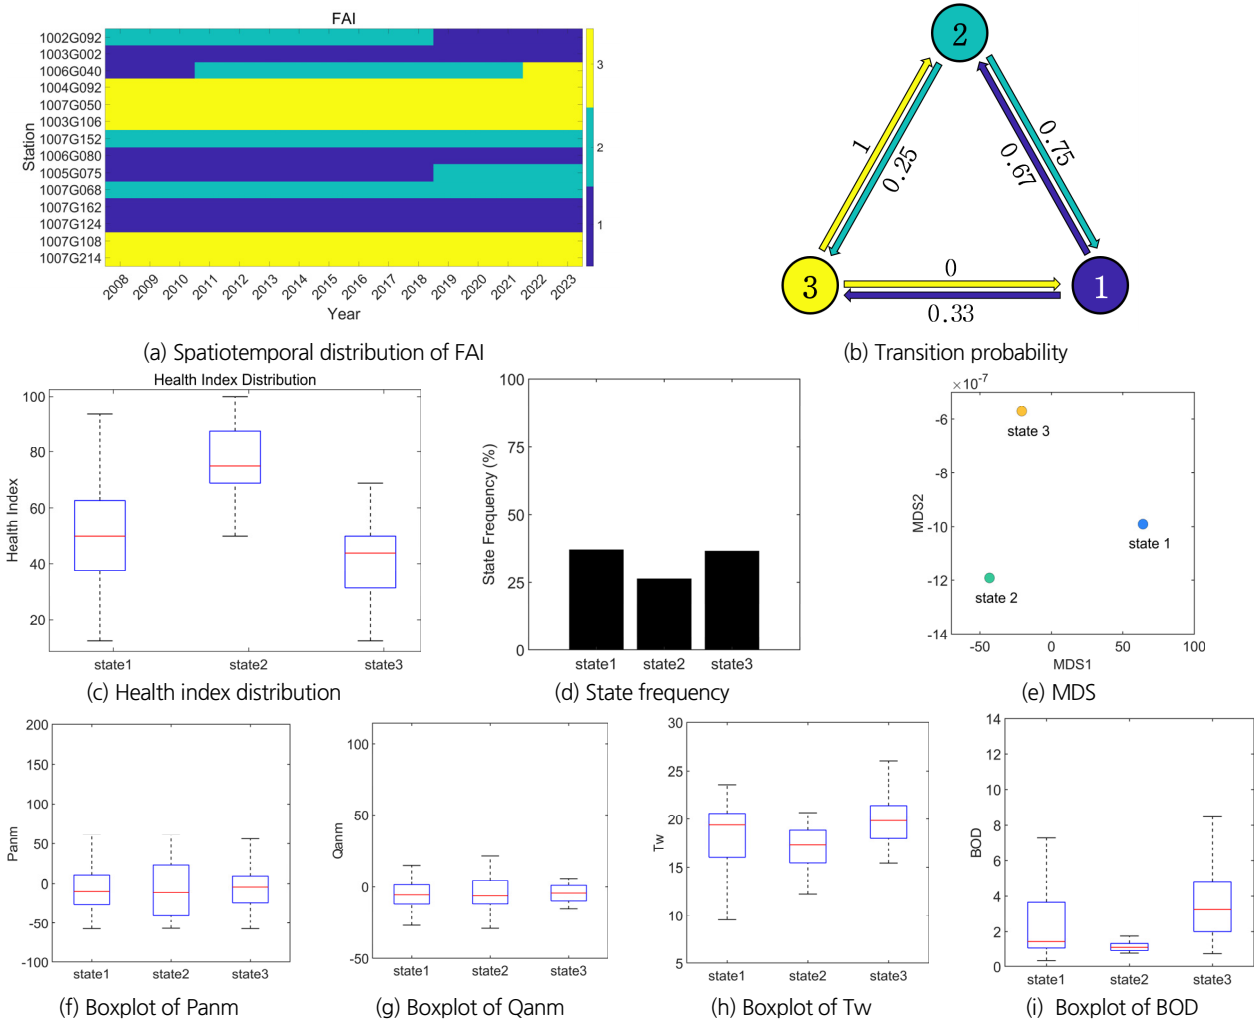 FAI
Station
1002G092
1003G002
1006G040
1004G092
1007G050
1003G106
1007G152
1006G080
1005G075
1007G068
1007G162
1007G124
1007G108
1007G214
3
2
1
2008 2009 2010 2011 2012 2013 2014 2015 2016 2017 2018 2019 2020 2021 2022 2023
Year
(a) Spatiotemporal distribution of FAI
2
1
0.25
0.75
0.67
3
0
0.33
1
(b) Transition probability
Health Index Distribution
Health Index
100
80
60
40
20
state1 state2 state3
(c) Health index distribution
State Frequency (%)
100
75
50
25
0
state1 state2 state3
(d) State frequency
×10-7
MDS2
-6
-8
-10
-12
-14
state 3
state 1
state 2
-50 0 50 100
MDS1
(e) MDS
Panm
200
150
100
50
0
-50
-100
state1 state2 state3
(f) Boxplot of Panm
Qanm
100
50
0
-50
state1 state2 state3
(g) Boxplot of Qanm
Tw
30
25
20
15
10
5
state1 state2 state3
(h) Boxplot of Tw
BOD
14
12
10
8
6
4
2
0
state1 state2 state3
(i) Boxplot of BOD